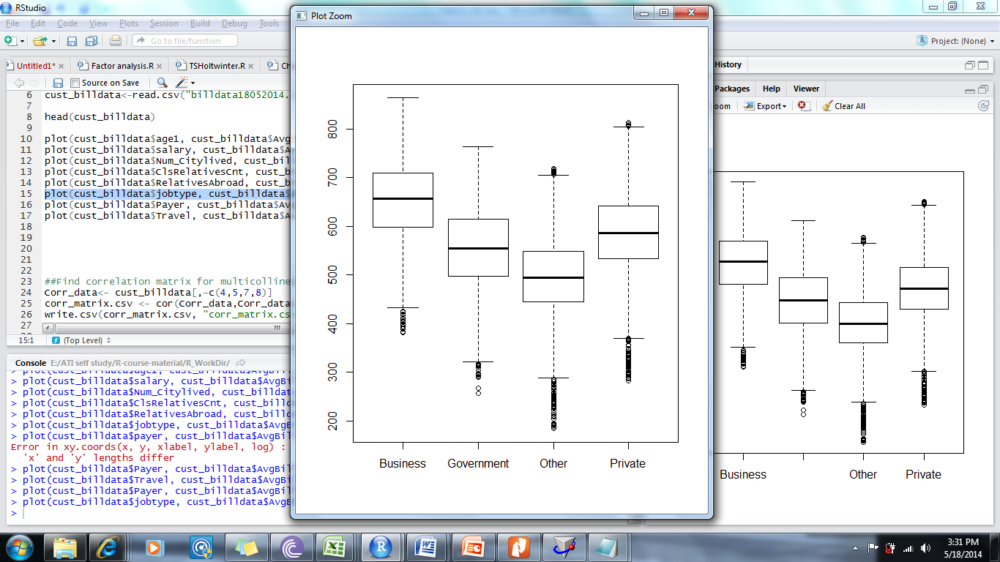 RStudio
File Edit Code View Plots Session Build Debug Tools
Go to file/function
Project: (None)
Untitled1* Factor analysis.R TSHoltwinter.R Ch
Source on Save
6 cust_billdata<-read.csv("billdata18052014.
7
8 head(cust_billdata)
9
10 plot(cust_billdata$age1, cust_billdata$Avg
11 plot(cust_billdata$salary, cust_billdata$A
12 plot(cust_billdata$Num_Citylived, cust_bil
13 plot(cust_billdata$ClsRelativesCnt, cust_b
14 plot(cust_billdata$RelativesAbroad, cust_b
15 plot(cust_billdata$jobtype, cust_billdata$
16 plot(cust_billdata$Payer, cust_billdata$Av
17 plot(cust_billdata$Travel, cust_billdata$A
18
19
20
21
22
23 ##Find correlation matrix for multicolline
24 Corr_data<- cust_billdata[,-c(4,5,7,8)]
25 corr_matrix.csv <- cor(Corr_data,Corr_data
26 write.csv(corr_matrix.csv, "corr_matrix.cs
27
15:1 (Top Level)
Console E:/ATI self study/R-course-material/R_WorkDir/
> plot(cust_billdata$age1, cust_billdata$AvgBil
> plot(cust_billdata$salary, cust_billdata$AvgB
> plot(cust_billdata$Num_Citylived, cust_billdat
> plot(cust_billdata$ClsRelativesCnt, cust_billd
> plot(cust_billdata$RelativesAbroad, cust_billd
> plot(cust_billdata$jobtype, cust_billdata$AvgBi
> plot(cust_billdata$payer, cust_billdata$AvgBil
Error in xy.coords(x, y, xlabel, ylabel, log) :
'x' and 'y' lengths differ
> plot(cust_billdata$Payer, cust_billdata$AvgBil
> plot(cust_billdata$Travel, cust_billdata$AvgBi
> plot(cust_billdata$Payer, cust_billdata$AvgBil
> plot(cust_billdata$jobtype, cust_billdata$AvgB
>
Plot Zoom
800
700
600
500
400
300
200
Business Government Other Private
History
Packages Help Viewer
oom Export Clear All
Business Other Private
3:31 PM
5/18/2014